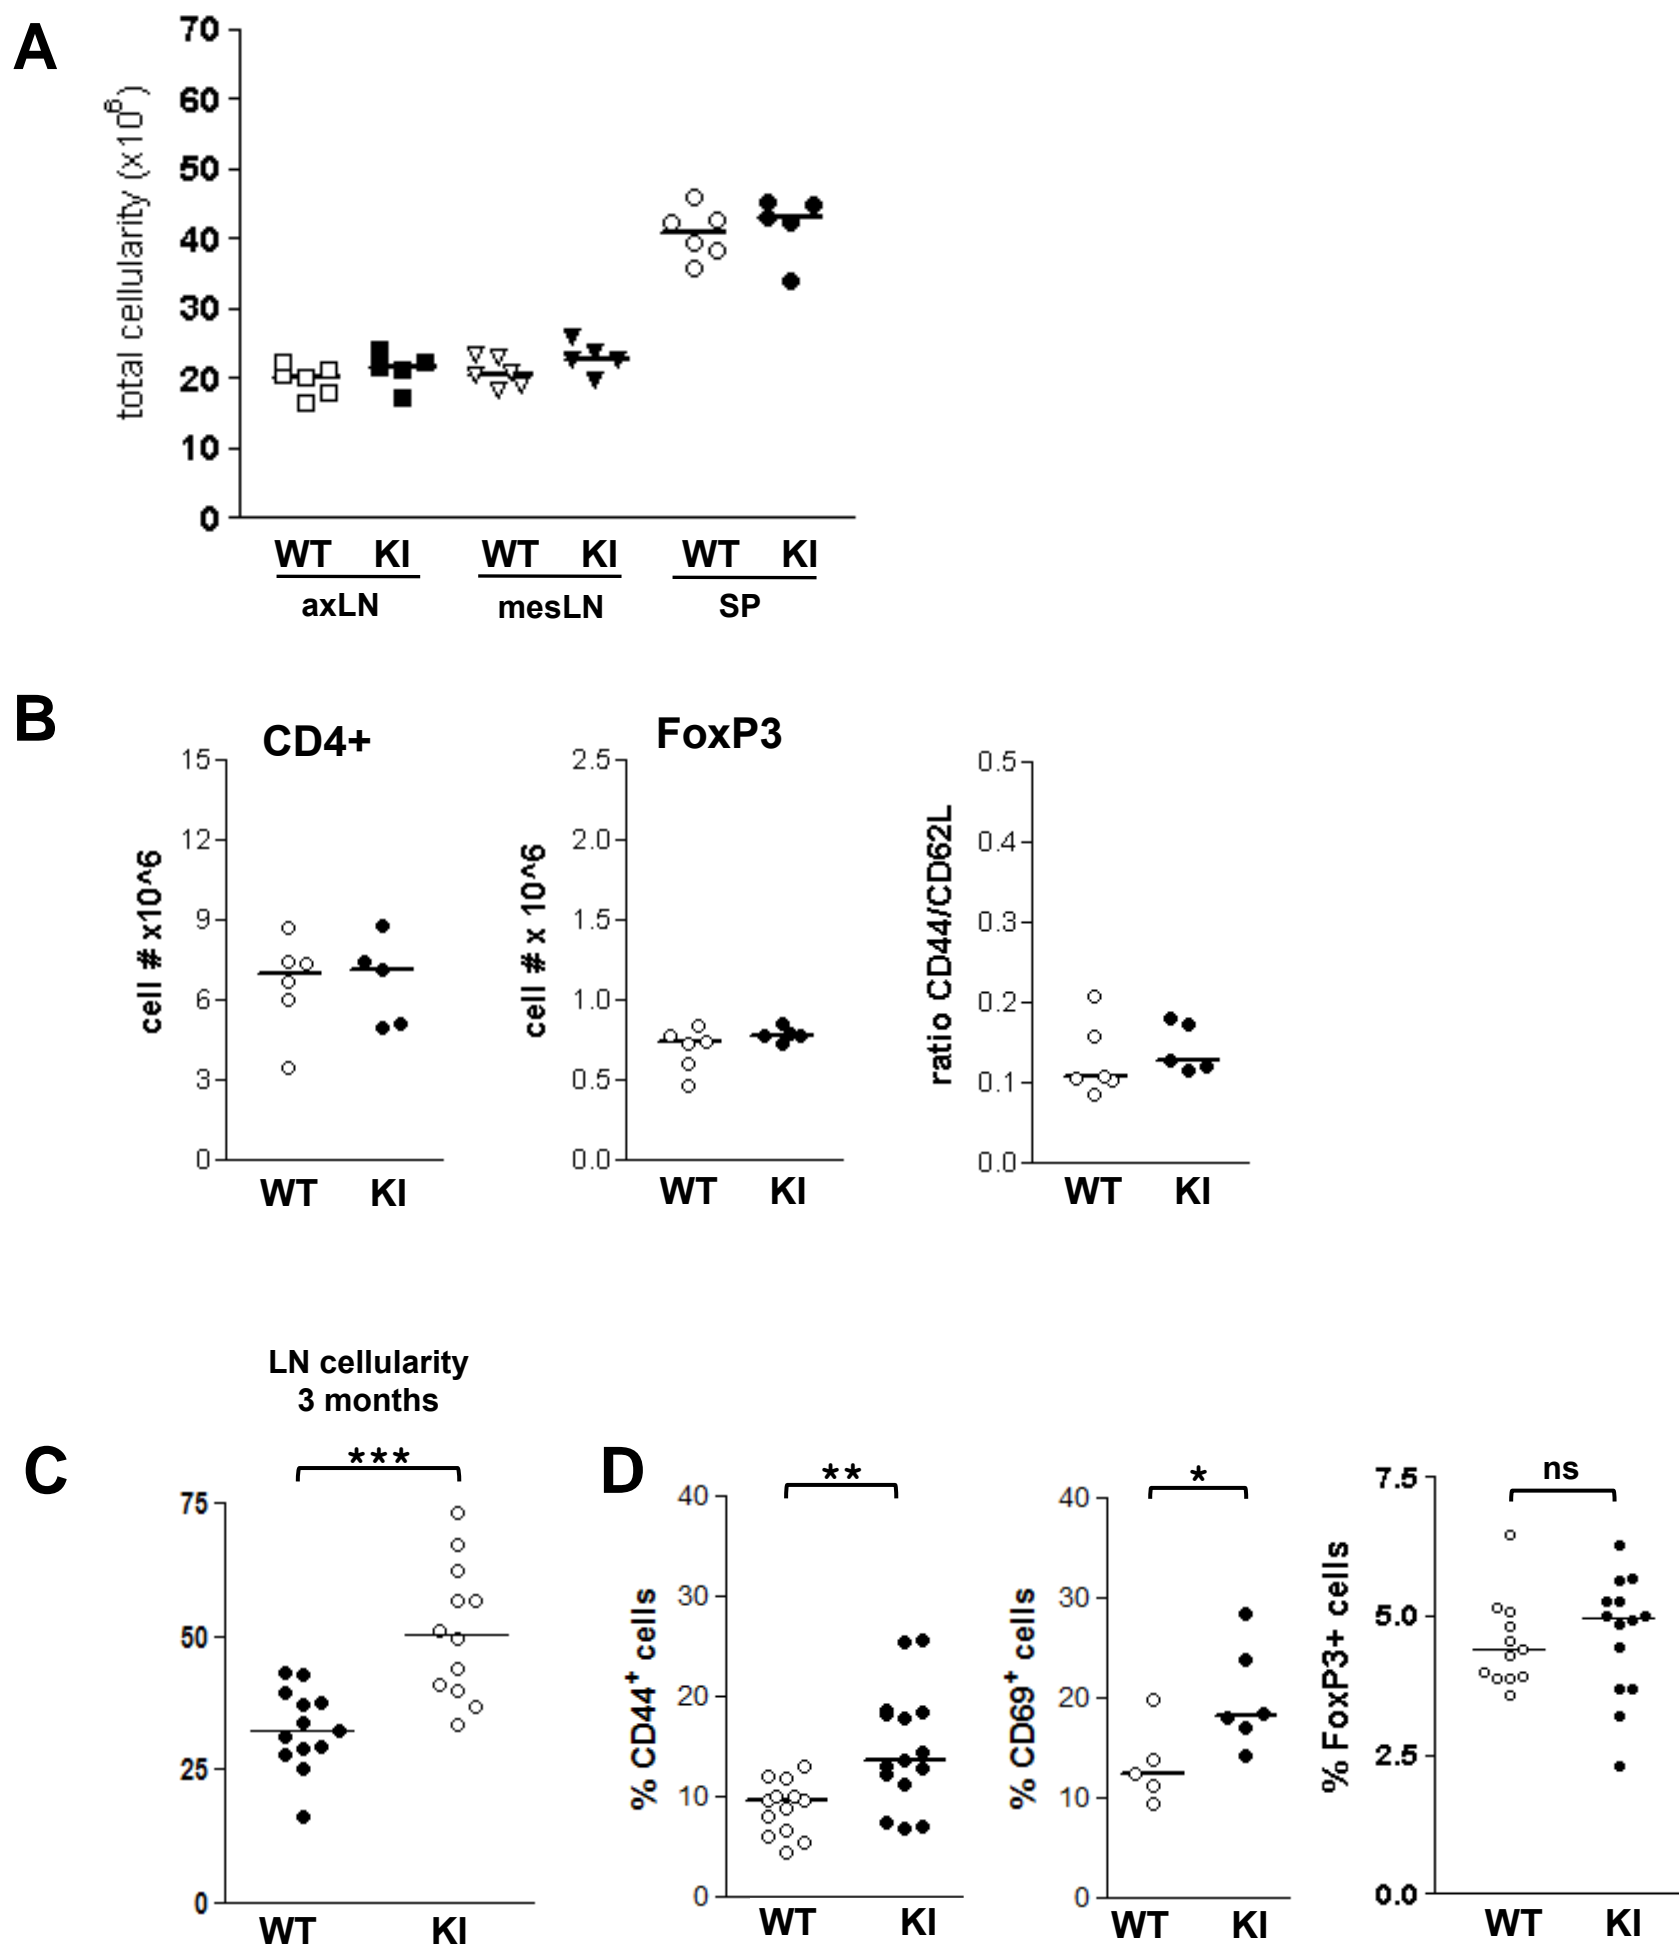 A
total cellularity (x10^6)
70
60
50
40
30
20
10
0
WT KI WT KI WT KI
axLN mesLN SP
B
CD4+ FoxP3
cell # x10^6
15
12
9
6
3
0
WT KI
cell # x 10^6
2.5
2.0
1.5
1.0
0.5
0.0
WT KI
ratio CD44/CD62L
0.5
0.4
0.3
0.2
0.1
0.0
WT KI
LN cellularity
3 months
C
***
75
50
25
0
WT KI
D
**
% CD44+ cells
40
30
20
10
0
WT KI
*
% CD69+ cells
40
30
20
10
0
WT KI
ns
% FoxP3+ cells
7.5
5.0
2.5
0.0
WT KI